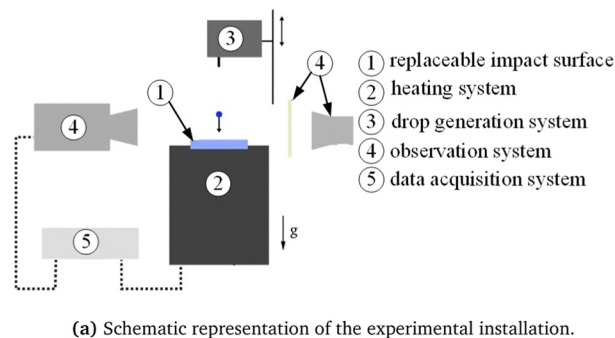 3
4
1
4
2
5
g
1 replaceable impact surface
2 heating system
3 drop generation system
4 observation system
5 data acquisition system
(a) Schematic representation of the experimental installation.